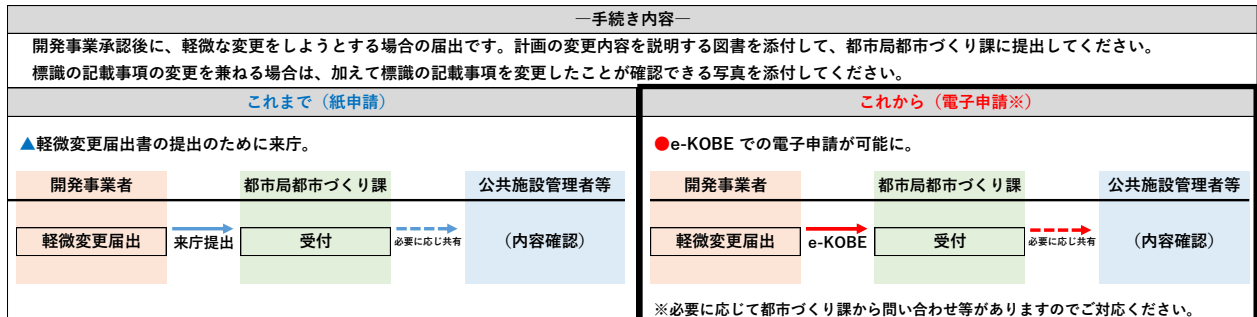 ―手続き内容―
開発事業承認後に、軽微な変更をしようとする場合の届出です。計画の変更内容を説明する図書を添付して、都市局都市づくり課に提出してください。
標識の記載事項の変更を兼ねる場合は、加えて標識の記載事項を変更したことが確認できる写真を添付してください。
これまで（紙申請）
▲軽微変更届出書の提出のために来庁。
開発事業者
都市局都市づくり課
公共施設管理者等
軽微変更届出
来庁提出
受付
必要に応じ共有
（内容確認）
これから（電子申請※）
●e-KOBE での電子申請が可能に。
開発事業者
都市局都市づくり課
公共施設管理者等
軽微変更届出
e-KOBE
受付
必要に応じ共有
（内容確認）
※必要に応じて都市づくり課から問い合わせ等がありますのでご対応ください。